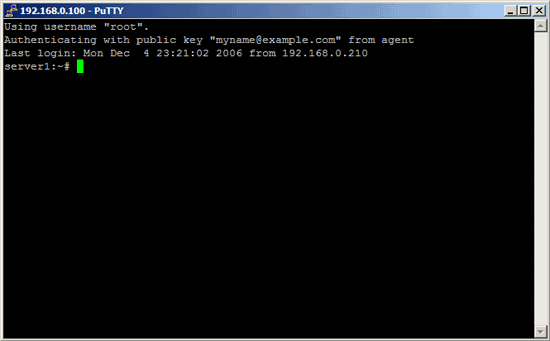 192.168.0.100 - PuTTY
Using username "root".
Authenticating with public key "myname@example.com" from agent
Last login: Mon Dec  4 23:21:02 2006 from 192.168.0.210
server1:~#